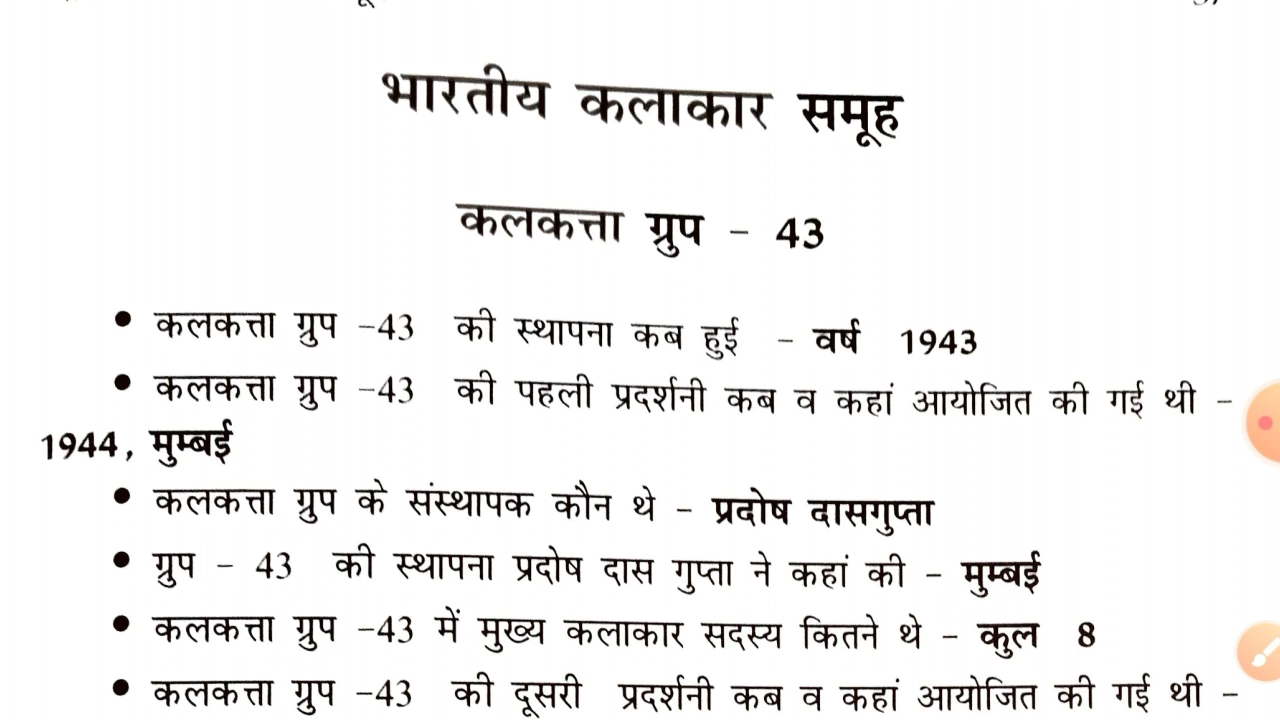 भारतीय कलाकार समूह
कलकत्ता ग्रुप – 43
• कलकत्ता ग्रुप –43 की स्थापना कब हुई – वर्ष 1943
• कलकत्ता ग्रुप –43 की पहली प्रदर्शनी कब व कहां आयोजित की गई थी –
1944, मुम्बई
• कलकत्ता ग्रुप के संस्थापक कौन थे – प्रदोष दासगुप्ता
• ग्रुप – 43 की स्थापना प्रदोष दास गुप्ता ने कहां की – मुम्बई
• कलकत्ता ग्रुप –43 में मुख्य कलाकार सदस्य कितने थे – कुल 8
• कलकत्ता ग्रुप –43 की दूसरी प्रदर्शनी कब व कहां आयोजित की गई थी –